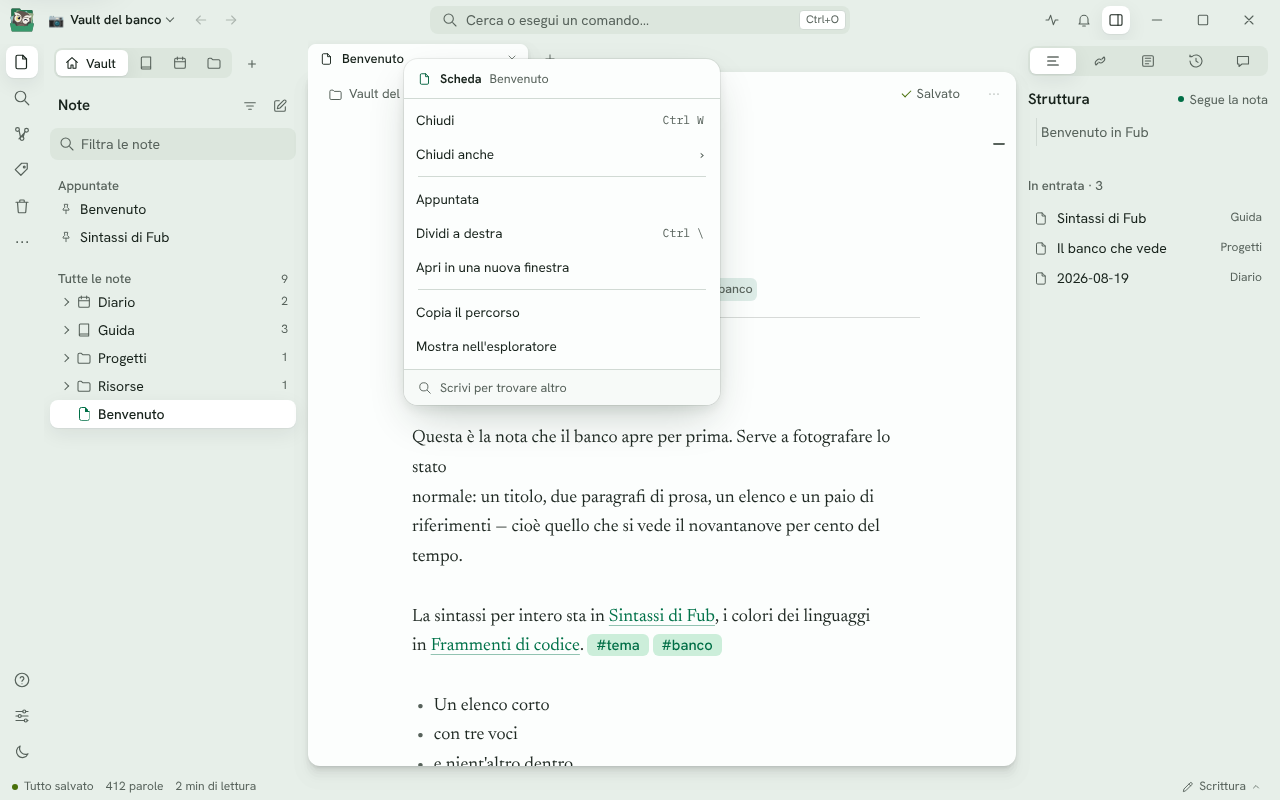 Vault del banco
Cerca o esegui un comando…
Ctrl+O
Vault
Note
Filtra le note
Appuntate
Benvenuto
Sintassi di Fub
Tutte le note 9
Diario 2
Guida 3
Progetti 1
Risorse 1
Benvenuto
Tutto salvato 412 parole 2 min di lettura
Benvenuto
Vault del
Salvato
Scheda Benvenuto
Chiudi Ctrl W
Chiudi anche
Appuntata
Dividi a destra Ctrl \
Apri in una nuova finestra
Copia il percorso
Mostra nell'esploratore
Scrivi per trovare altro
banco
Questa è la nota che il banco apre per prima. Serve a fotografare lo
stato
normale: un titolo, due paragrafi di prosa, un elenco e un paio di
riferimenti — cioè quello che si vede il novantanove per cento del
tempo.
La sintassi per intero sta in Sintassi di Fub, i colori dei linguaggi
in Frammenti di codice. #tema #banco
• Un elenco corto
• con tre voci
• e nient'altro dentro
Struttura
Segue la nota
Benvenuto in Fub
In entrata · 3
Sintassi di Fub Guida
Il banco che vede Progetti
2026-08-19 Diario
Scrittura